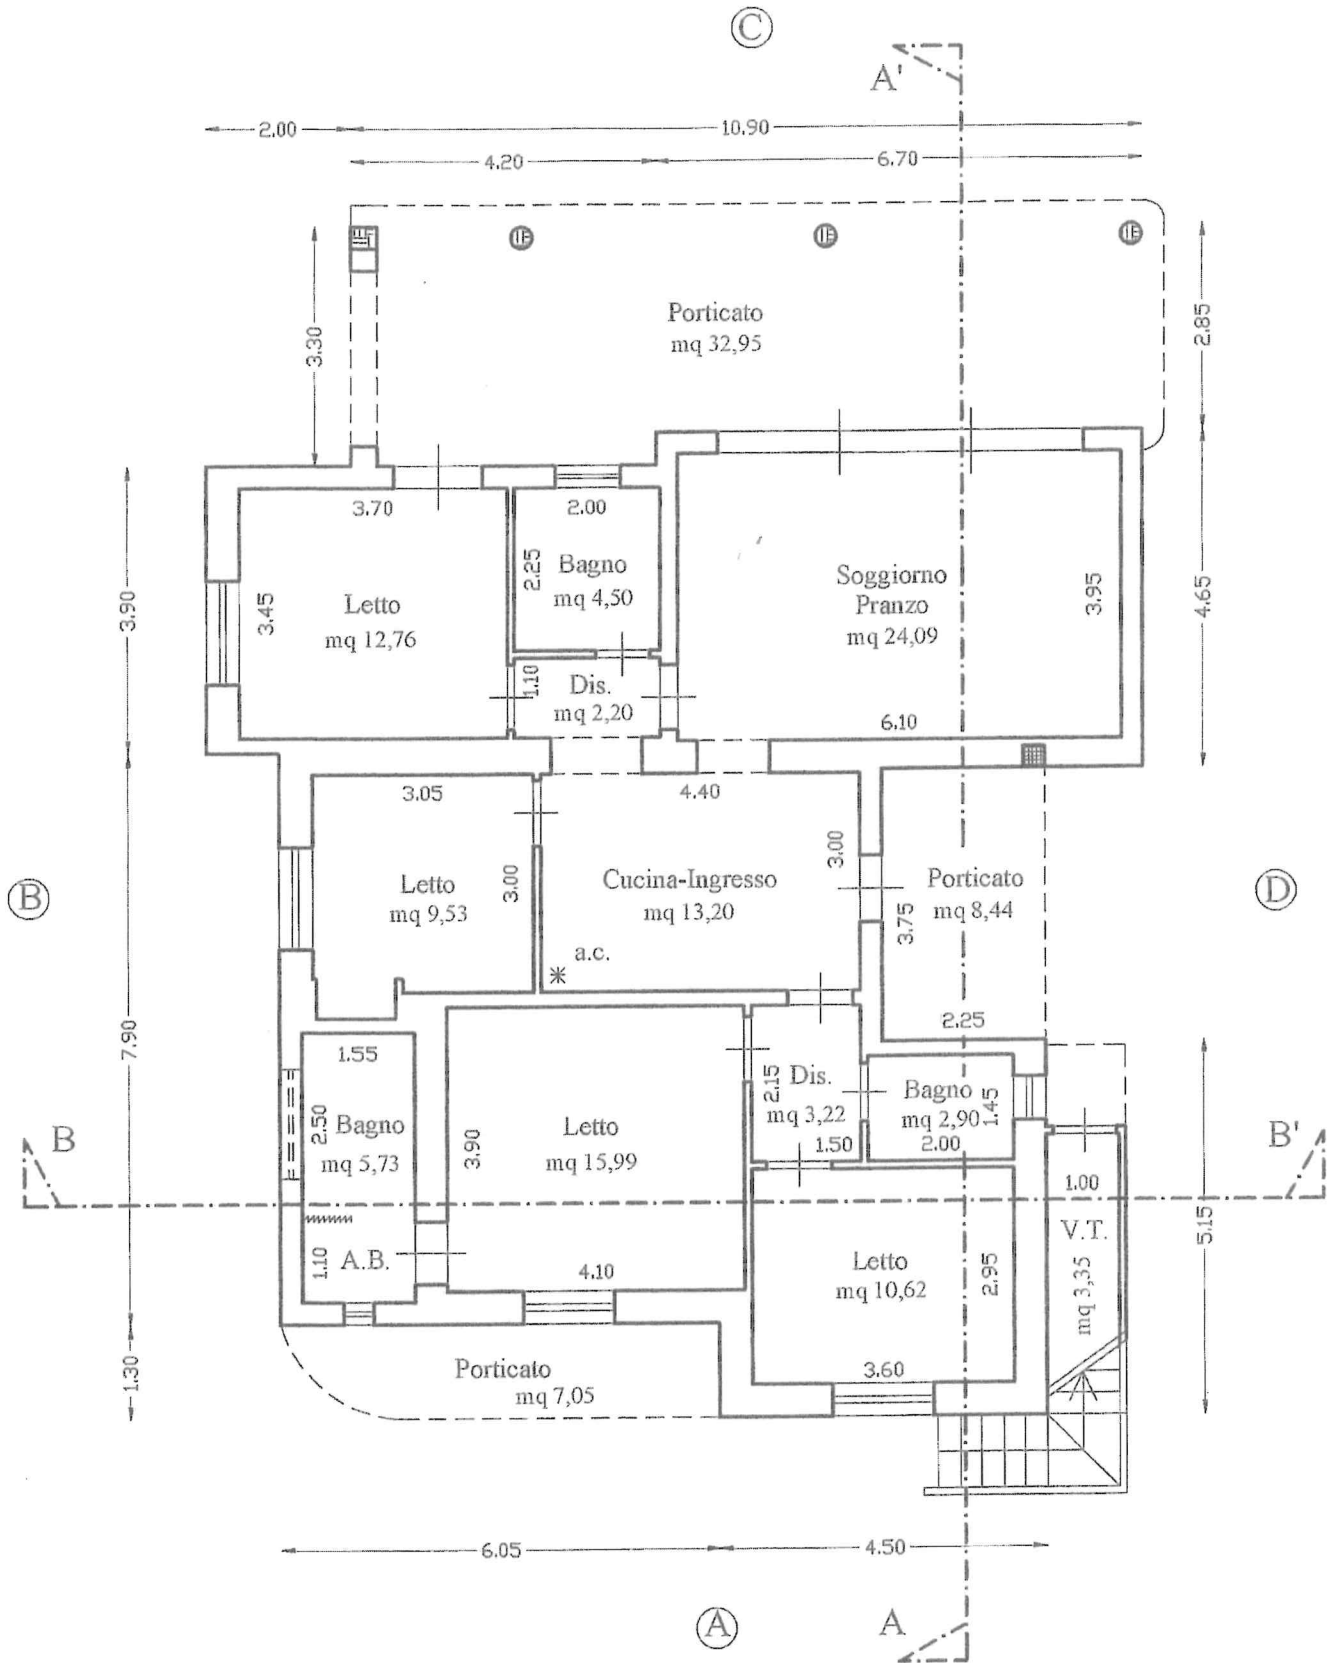 C
A'
2.00
10.90
4.20
6.70
3.30
Porticato
mq 32,95
2.85
3.90
3.70
3.45
Letto
mq 12,76
2.00
2.25
Bagno
mq 4,50
1.10
Dis.
mq 2,20
Soggiorno
Pranzo
mq 24,09
3.95
6.10
4.65
3.05
3.00
Letto
mq 9,53
4.40
3.00
Cucina-Ingresso
mq 13,20
a.c.
Porticato
mq 8,44
3.75
2.25
B
D
7.90
1.55
2.50
Bagno
mq 5,73
1.10
A.B.
3.90
Letto
mq 15,99
4.10
2.15
Dis.
mq 3,22
1.50
Bagno
mq 2,90
1.45
2.00
B
B'
1.00
V.T.
mq 3,35
5.15
Letto
mq 10,62
2.95
3.60
1.30
Porticato
mq 7,05
6.05
4.50
A
A